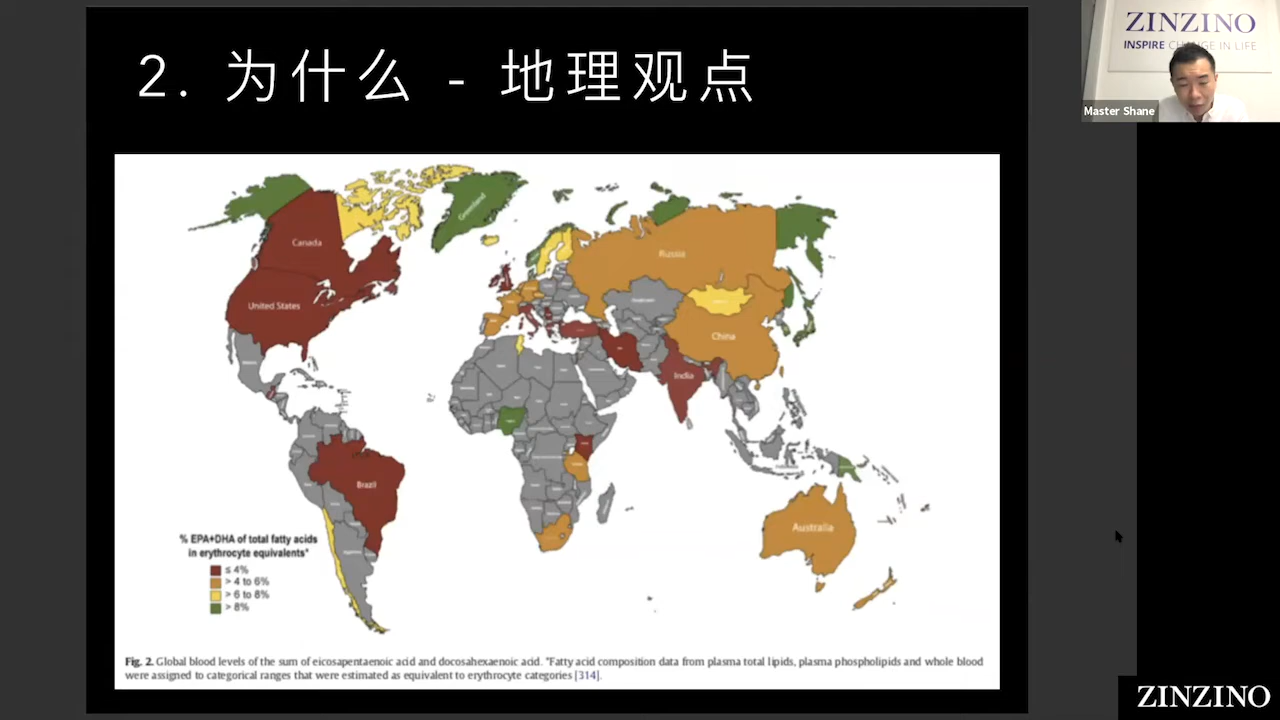 2. 为什么 - 地理观点
ZINZINO
INSPIRE CHANGE IN LIFE
Master Shane
Greenland
Canada
Russia
United States
China
India
Brazil
Australia
% EPA+DHA of total fatty acids
in erythrocyte equivalents*
≤ 4%
> 4 to 6%
> 6 to 8%
> 8%
Fig. 2. Global blood levels of the sum of eicosapentaenoic acid and docosahexaenoic acid. *Fatty acid composition data from plasma total lipids, plasma phospholipids and whole blood
were assigned to categorical ranges that were estimated as equivalent to erythrocyte categories [314].
ZINZINO